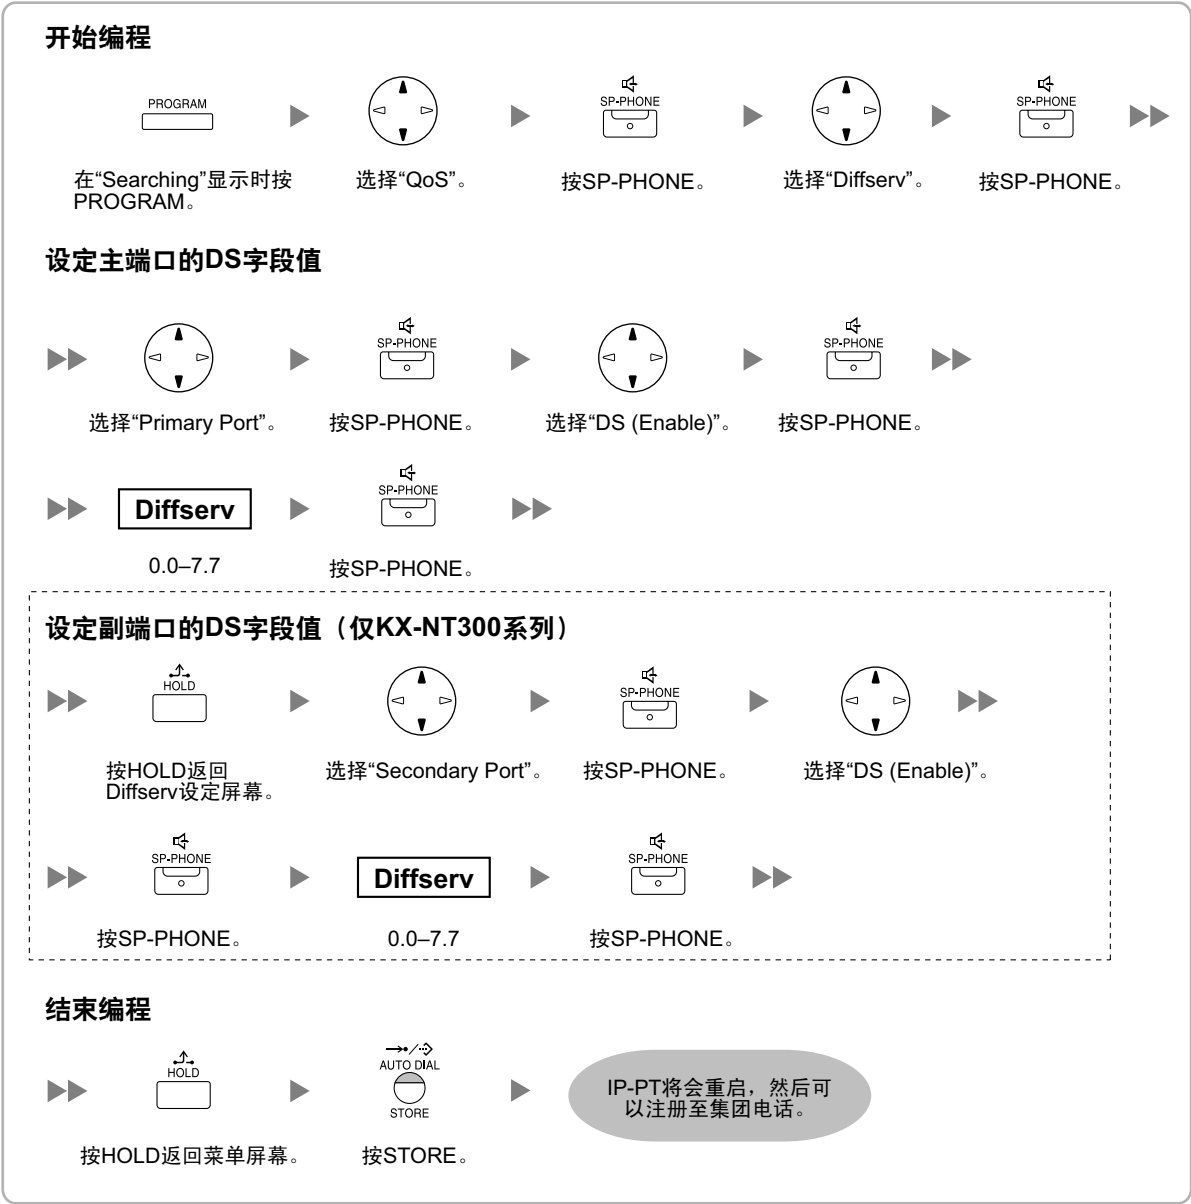 开始编程
PROGRAM
SP-PHONE
SP-PHONE
在“Searching”显示时按
PROGRAM。
选择“QoS”。
按SP-PHONE。
选择“Diffserv”。
按SP-PHONE。
设定主端口的DS字段值
SP-PHONE
SP-PHONE
选择“Primary Port”。
按SP-PHONE。
选择“DS (Enable)”。
按SP-PHONE。
Diffserv
SP-PHONE
0.0–7.7
按SP-PHONE。
设定副端口的DS字段值（仅KX-NT300系列）
HOLD
SP-PHONE
按HOLD返回
Diffserv设定屏幕。
选择“Secondary Port”。
按SP-PHONE。
选择“DS (Enable)”。
SP-PHONE
Diffserv
SP-PHONE
按SP-PHONE。
0.0–7.7
按SP-PHONE。
结束编程
HOLD
AUTO DIAL
STORE
IP-PT将会重启，然后可
以注册至集团电话。
按HOLD返回菜单屏幕。
按STORE。